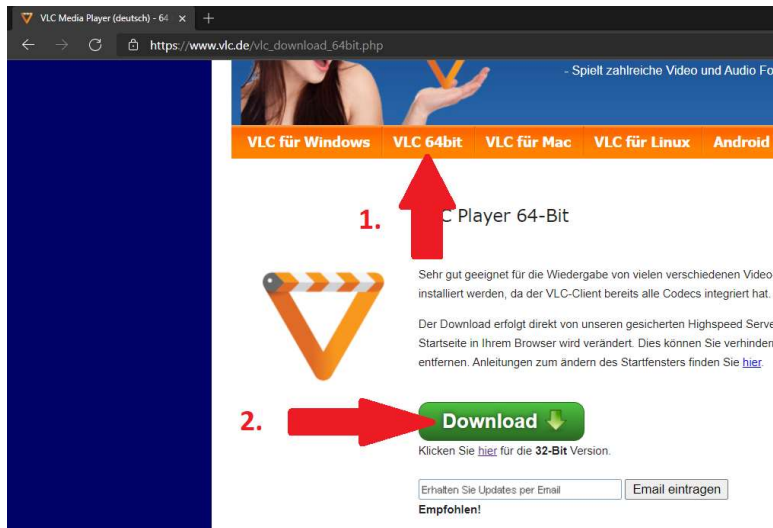 VLC Media Player (deutsch) - 64
https://www.vlc.de/vlc_download_64bit.php
- Spielt zahlreiche Video und Audio Fo
VLC für Windows VLC 64bit VLC für Mac VLC für Linux Android
1.
C Player 64-Bit
Sehr gut geeignet für die Wiedergabe von vielen verschiedenen Video-
installiert werden, da der VLC-Client bereits alle Codecs integriert hat.
Der Download erfolgt direkt von unseren gesicherten Highspeed Serve
Startseite in Ihrem Browser wird verändert. Dies können Sie verhindern
entfernen. Anleitungen zum ändern des Startfensters finden Sie hier.
2.
Download
Klicken Sie hier für die 32-Bit Version.
Erhalten Sie Updates per Email Email eintragen
Empfohlen!